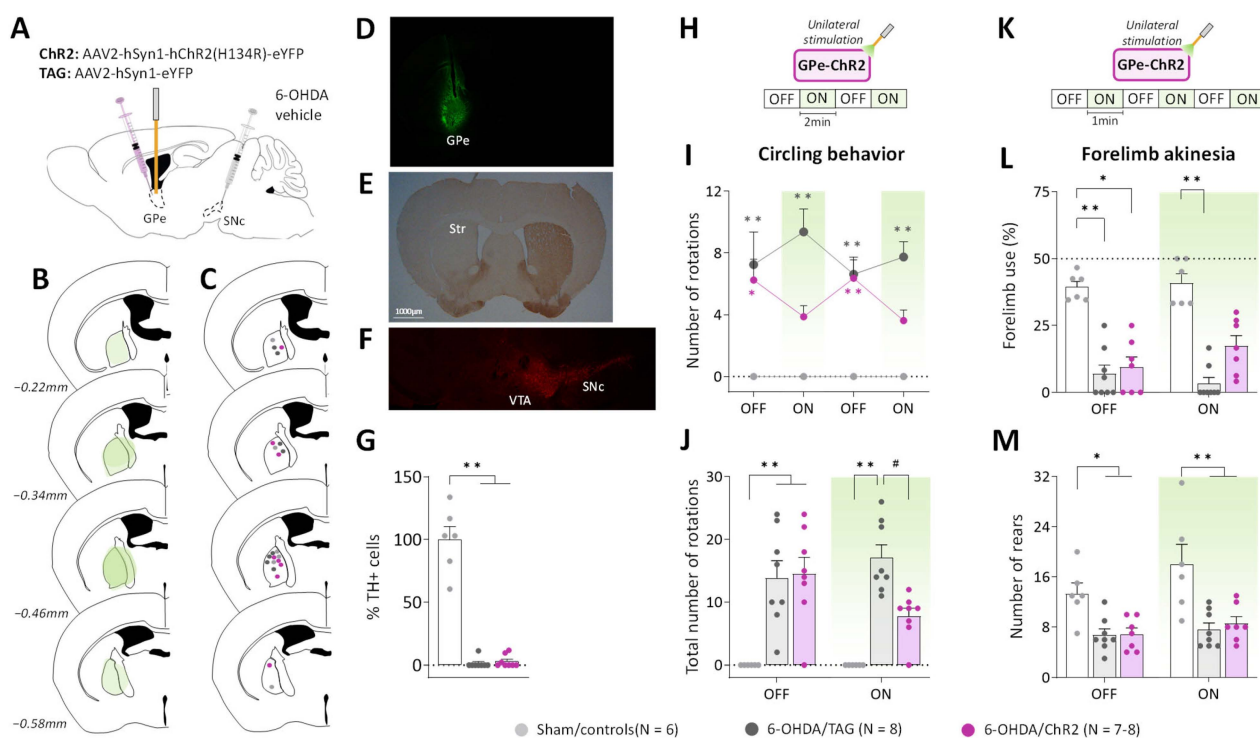 A
ChR2: AAV2-hSyn1-hChR2(H134R)-eYFP
TAG: AAV2-hSyn1-eYFP
6-OHDA
vehicle
GPe
SNc
B
C
−0.22mm
−0.34mm
−0.46mm
−0.58mm
D
GPe
E
Str
1000µm
F
VTA
SNc
G
% TH+ cells
150
100
50
0
**
H
Unilateral
stimulation
GPe-ChR2
OFF ON OFF ON
2min
I
Circling behavior
Number of rotations
12
8
4
0
** ** ** **
* **
OFF ON OFF ON
J
Total number of rotations
30
20
10
0
** ** #
OFF ON
K
Unilateral
stimulation
GPe-ChR2
OFF ON OFF ON OFF ON
1min
L
Forelimb akinesia
Forelimb use (%)
75
50
25
0
* ** **
OFF ON
M
Number of rears
32
24
16
8
0
* **
OFF ON
Sham/controls(N = 6) 6-OHDA/TAG (N = 8) 6-OHDA/ChR2 (N = 7-8)